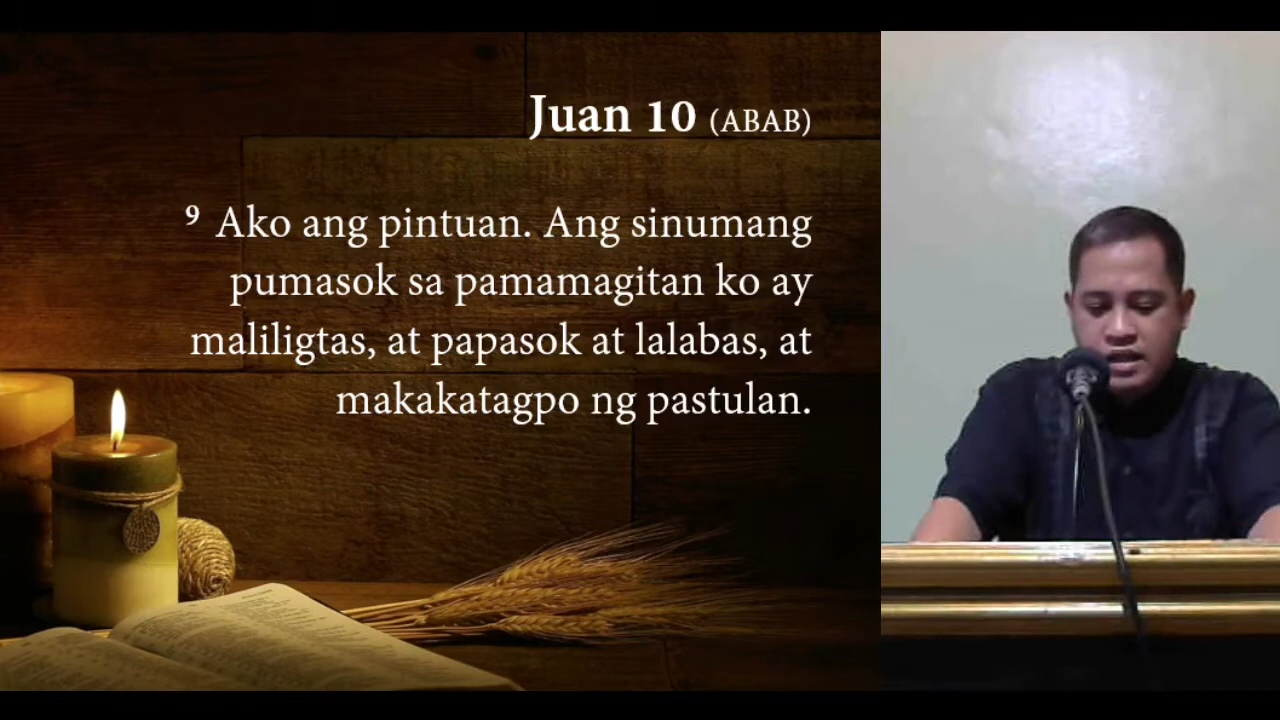 Juan 10 (ABAB)
9 Ako ang pintuan. Ang sinumang
pumasok sa pamamagitan ko ay
maliligtas, at papasok at lalabas, at
makakatagpo ng pastulan.